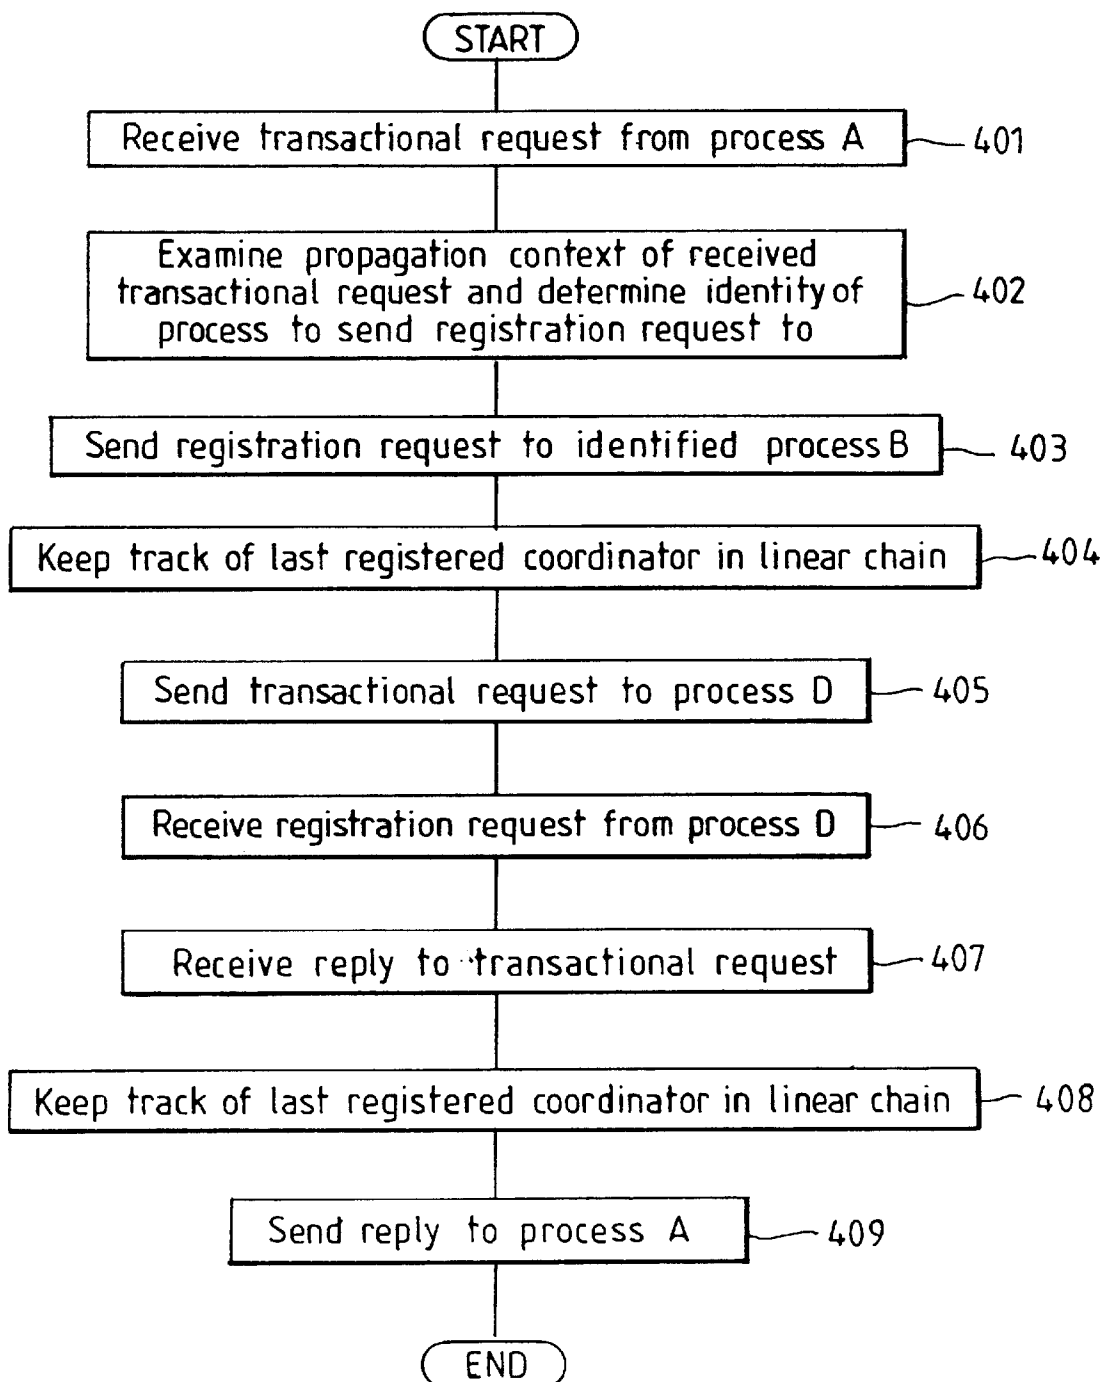 START
Receive transactional request from process A
401
Examine propagation context of received
transactional request and determine identity of
process to send registration request to
402
Send registration request to identified process B
403
Keep track of last registered coordinator in linear chain
404
Send transactional request to process D
405
Receive registration request from process D
406
Receive reply to transactional request
407
Keep track of last registered coordinator in linear chain
408
Send reply to process A
409
END